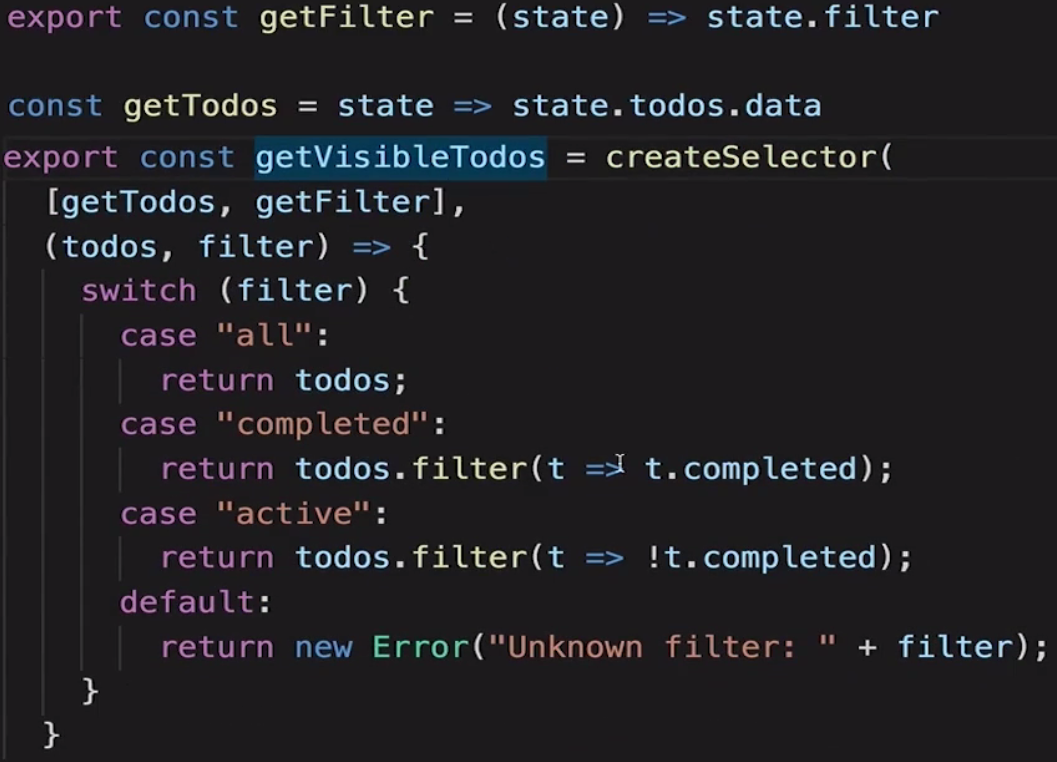 export const getFilter = (state) => state.filter
const getTodos = state => state.todos.data
export const getVisibleTodos = createSelector(
[getTodos, getFilter],
(todos, filter) => {
switch (filter) {
case "all":
return todos;
case "completed":
return todos.filter(t => t.completed);
case "active":
return todos.filter(t => !t.completed);
default:
return new Error("Unknown filter: " + filter);
}
}